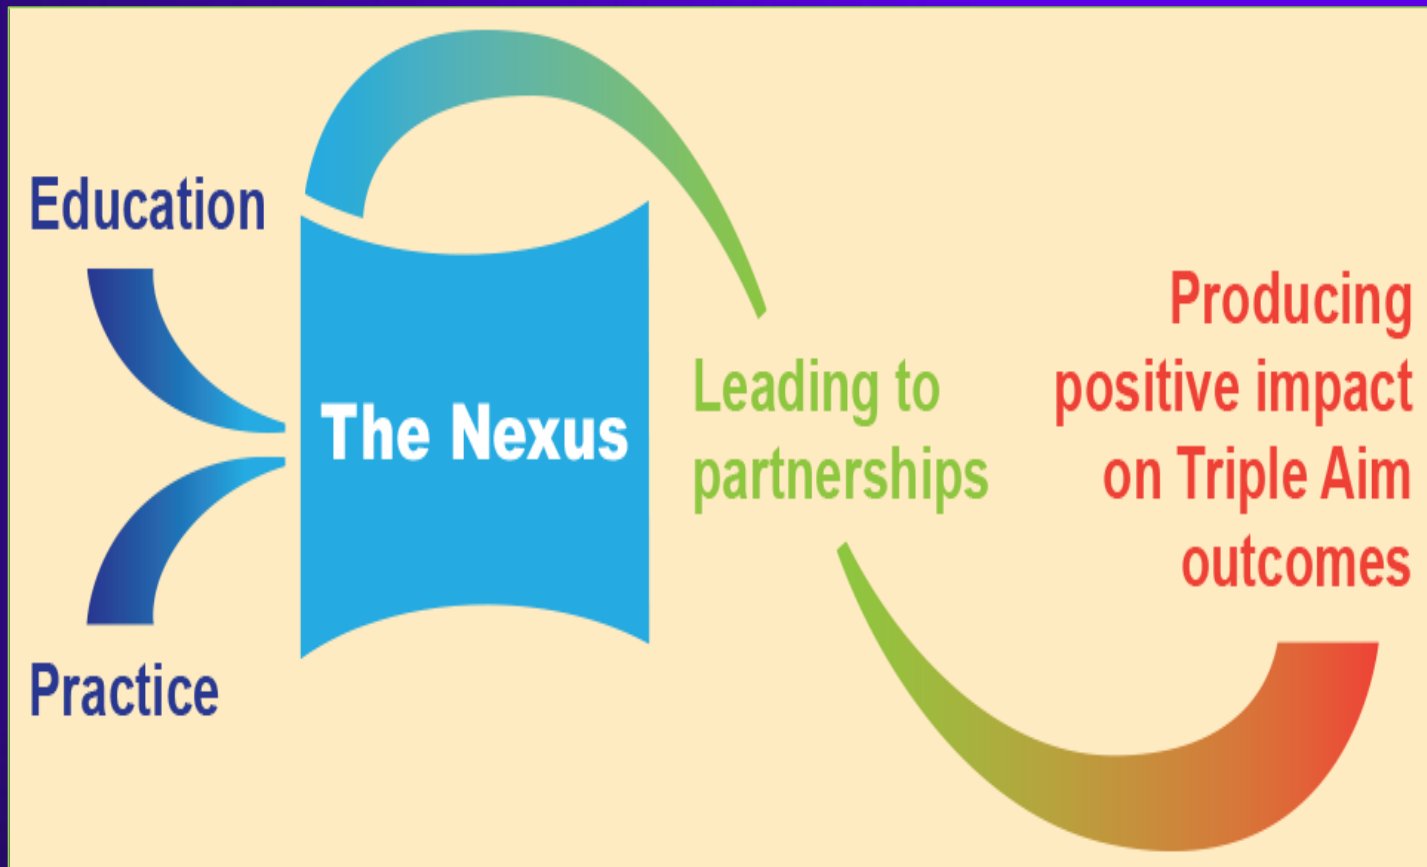 Education
Practice
The Nexus
Leading to
partnerships
Producing
positive impact
on Triple Aim
outcomes